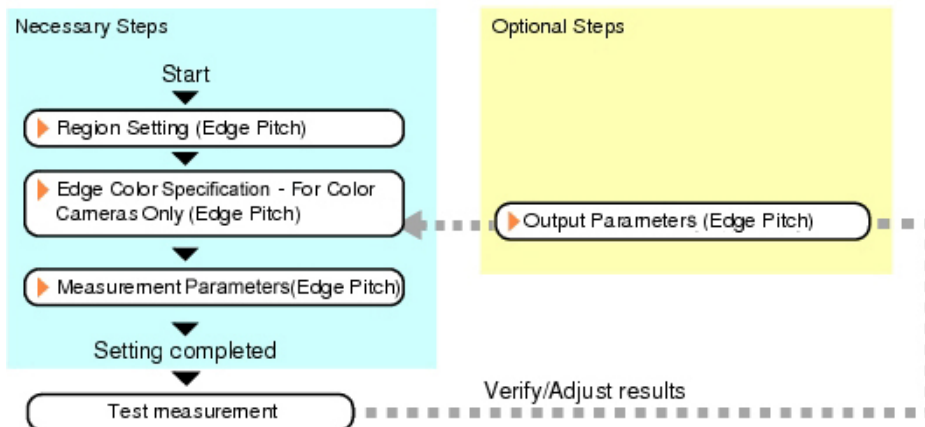 Necessary Steps
Start
Region Setting (Edge Pitch)
Edge Color Specification - For Color
Cameras Only (Edge Pitch)
Measurement Parameters(Edge Pitch)
Setting completed
Test measurement
Optional Steps
Output Parameters (Edge Pitch)
Verify/Adjust results